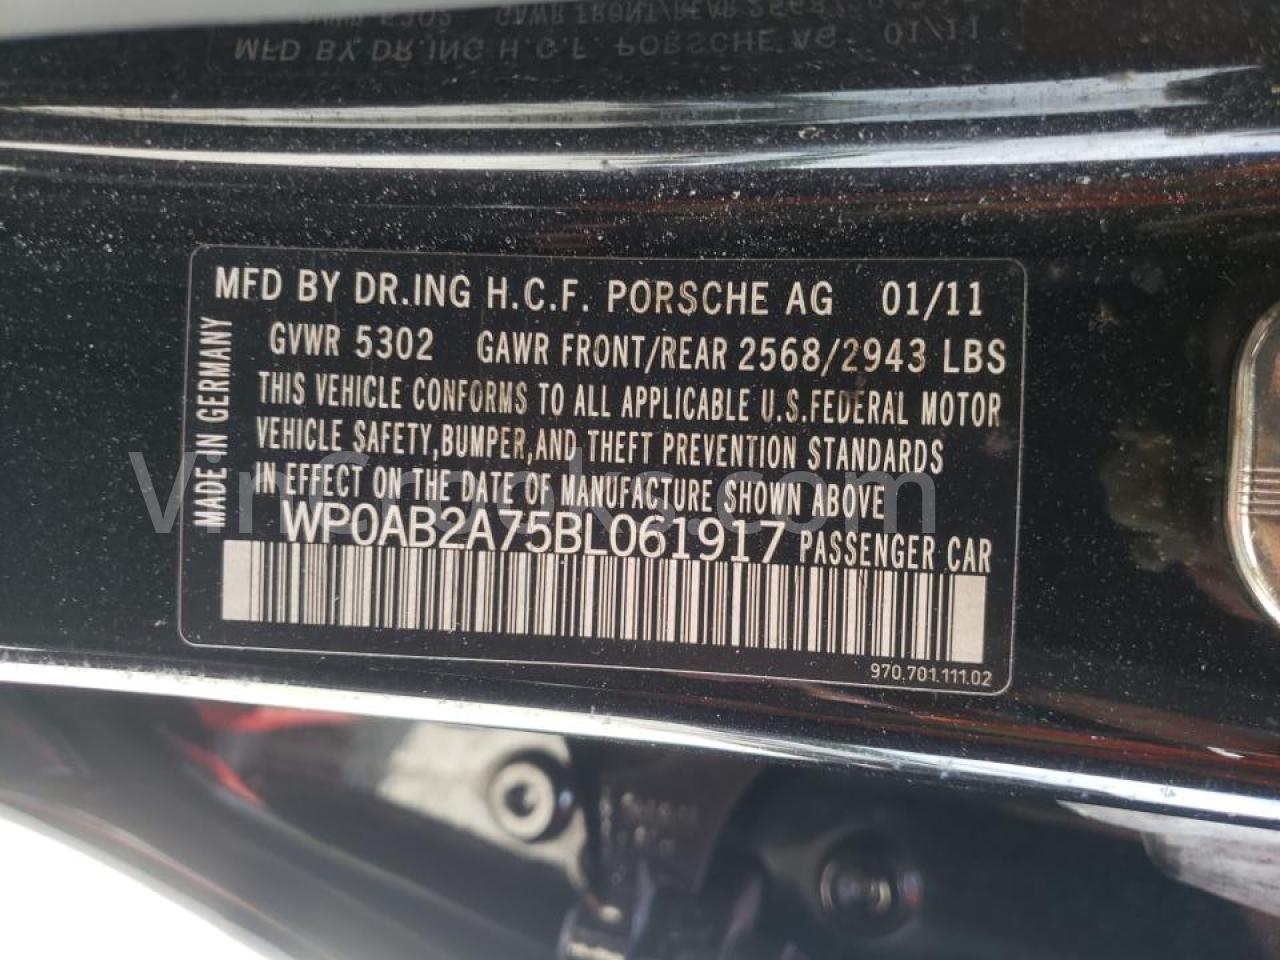 MFD BY DR.ING H.C.F. PORSCHE AG 01/11
GVWR 5302 GAWR FRONT/REAR 2568/2943 LBS
THIS VEHICLE CONFORMS TO ALL APPLICABLE U.S.FEDERAL MOTOR
VEHICLE SAFETY,BUMPER,AND THEFT PREVENTION STANDARDS
IN EFFECT ON THE DATE OF MANUFACTURE SHOWN ABOVE
WP0AB2A75BL061917 PASSENGER CAR
970.701.111.02
MADE IN GERMANY
VinCrooks.com